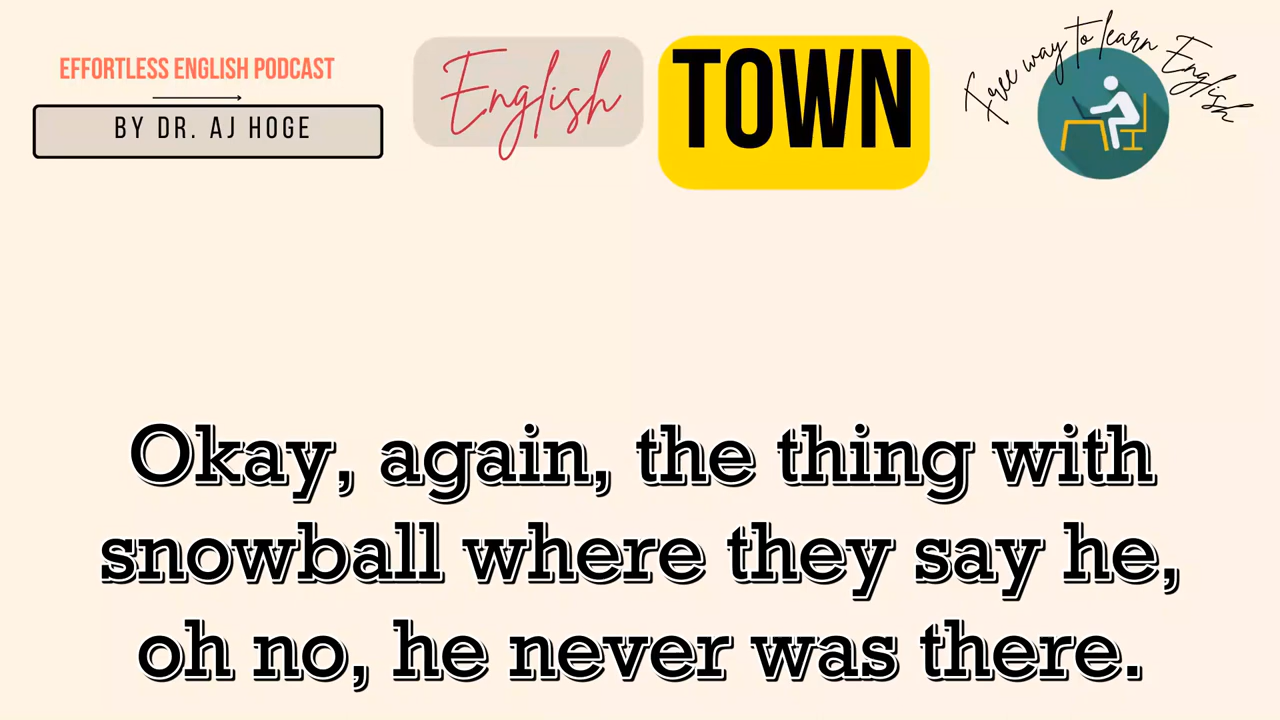 EFFORTLESS ENGLISH PODCAST
BY DR. AJ HOGE
English
TOWN
Free way to learn English
Okay, again, the thing with
snowball where they say he,
oh no, he never was there.